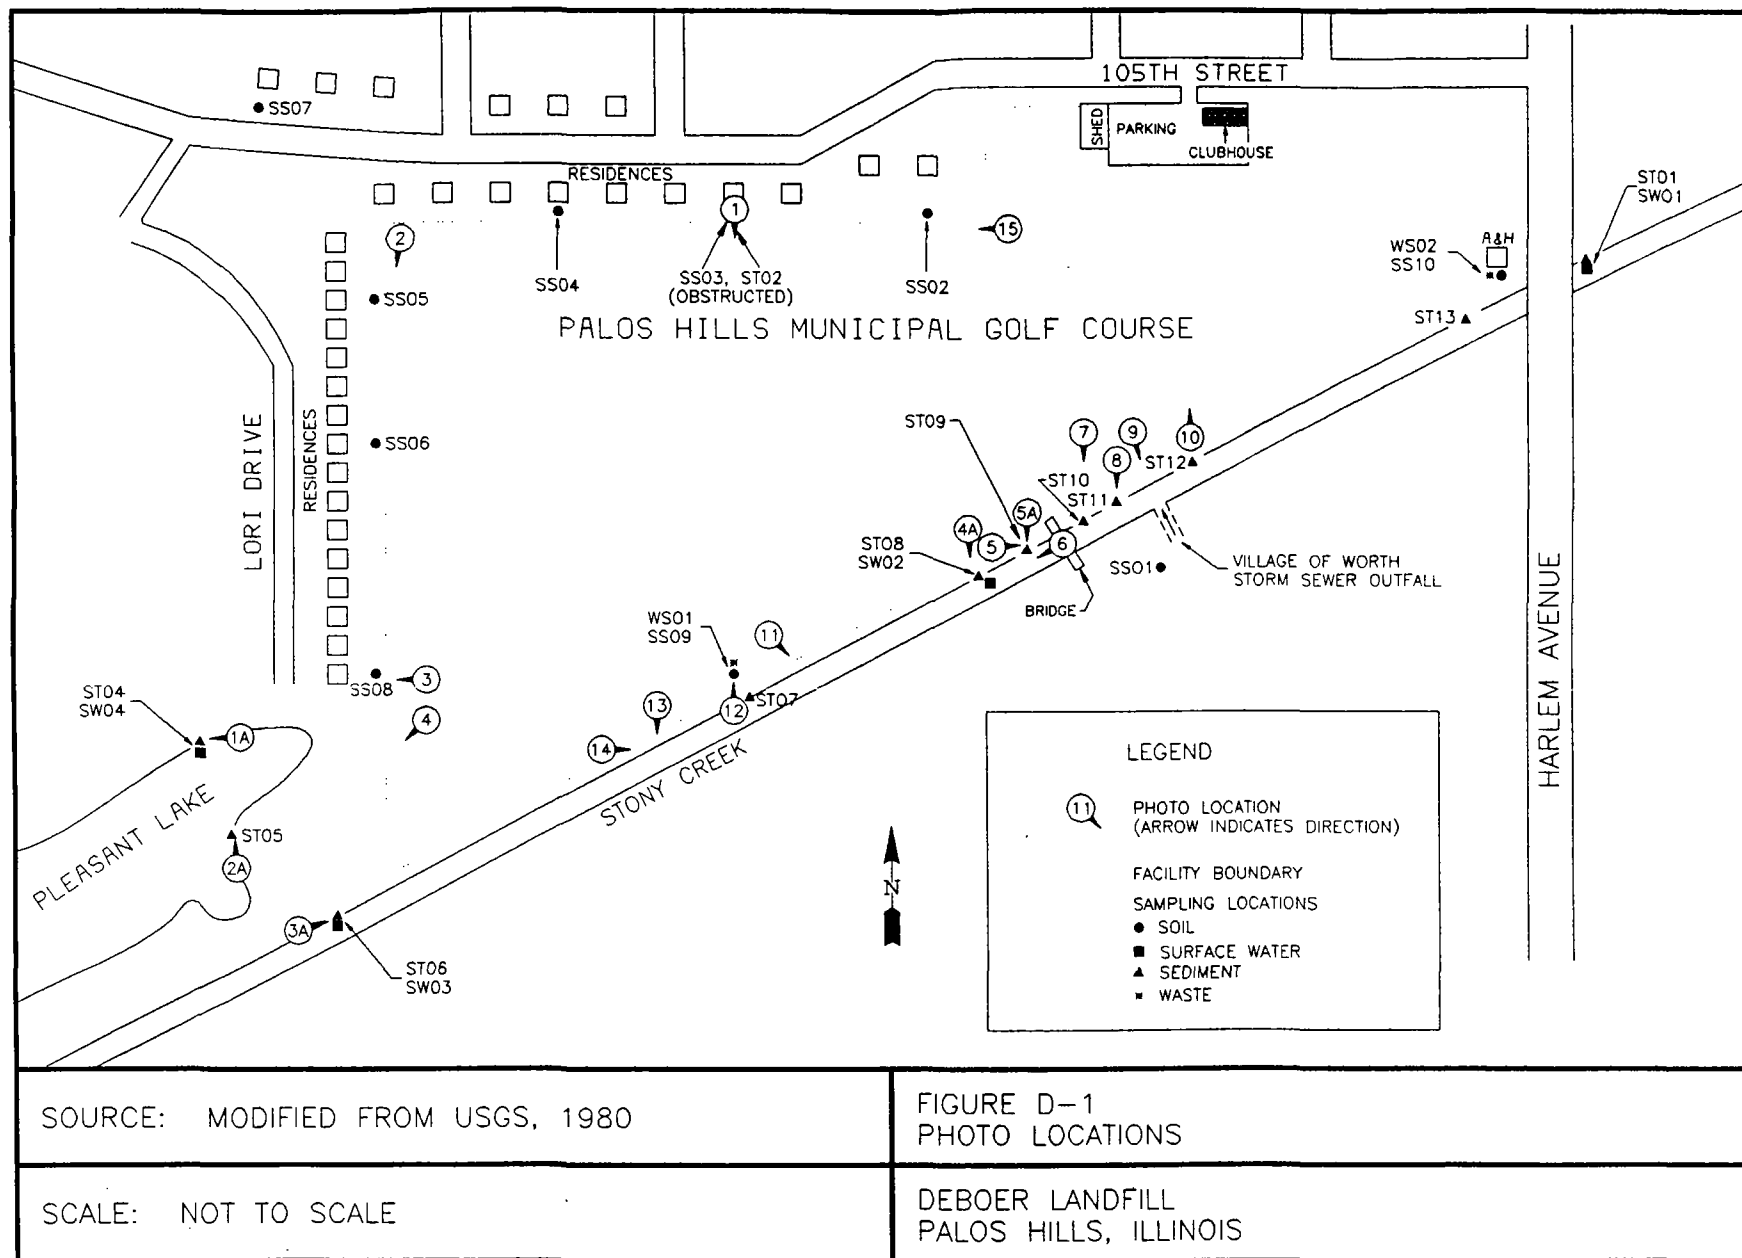 105TH STREET
SS07
SHED
PARKING
CLUBHOUSE
RESIDENCES
ST01
SW01
1
2
15
A&H
WS02
SS10
SS05
SS04
SS03, ST02
(OBSTRUCTED)
SS02
ST13
PALOS HILLS MUNICIPAL GOLF COURSE
LORI DRIVE
RESIDENCES
SS06
ST09
7
9
10
8
ST12
ST10
ST11
5A
4A
5
6
ST08
SW02
SS01
VILLAGE OF WORTH
STORM SEWER OUTFALL
BRIDGE
HARLEM AVENUE
WS01
SS09
11
SS08
3
ST04
SW04
4
13
12
ST07
14
1A
STONY CREEK
PLEASANT LAKE
ST05
2A
3A
ST06
SW03
N
LEGEND
11
PHOTO LOCATION
(ARROW INDICATES DIRECTION)
FACILITY BOUNDARY
SAMPLING LOCATIONS
SOIL
SURFACE WATER
SEDIMENT
WASTE
SOURCE: MODIFIED FROM USGS, 1980
FIGURE D-1
PHOTO LOCATIONS
SCALE: NOT TO SCALE
DEBOER LANDFILL
PALOS HILLS, ILLINOIS